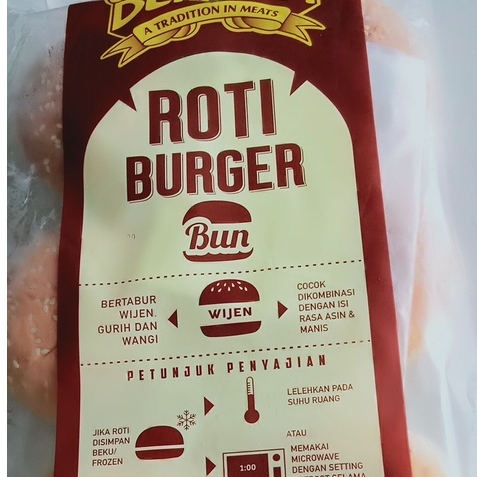 A TRADITION IN MEATS
ROTI
BURGER
Bun
BERTABUR
WIJEN.
GURIH DAN
WANGI
WIJEN
COCOK
DIKOMBINASI
DENGAN ISI
RASA ASIN &
MANIS
PETUNJUK PENYAJIAN
JIKA ROTI
DISIMPAN
BEKU/
FROZEN
LELEHKAN PADA
SUHU RUANG
ATAU
1:00
MEMAKAI
MICROWAVE
DENGAN SETTING
SELAMA